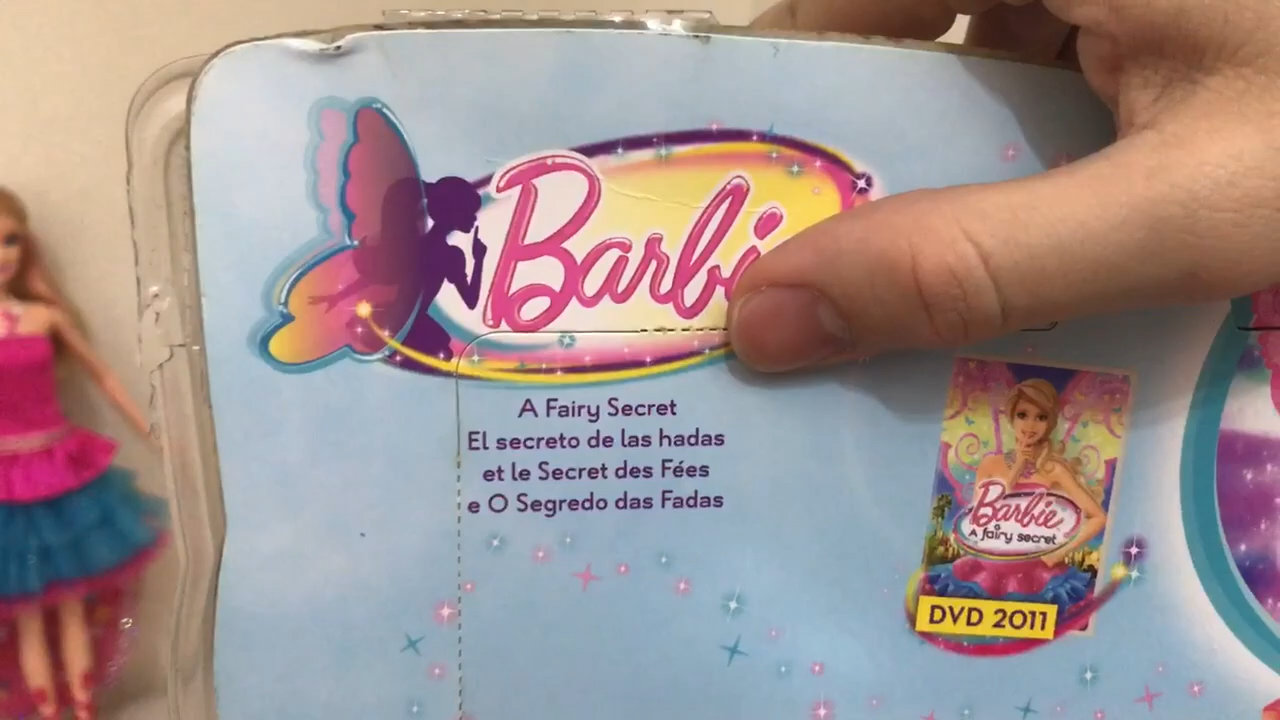 Barbie
A Fairy Secret
El secreto de las hadas
et le Secret des Fées
e O Segredo das Fadas
Barbie
A fairy secret
DVD 2011